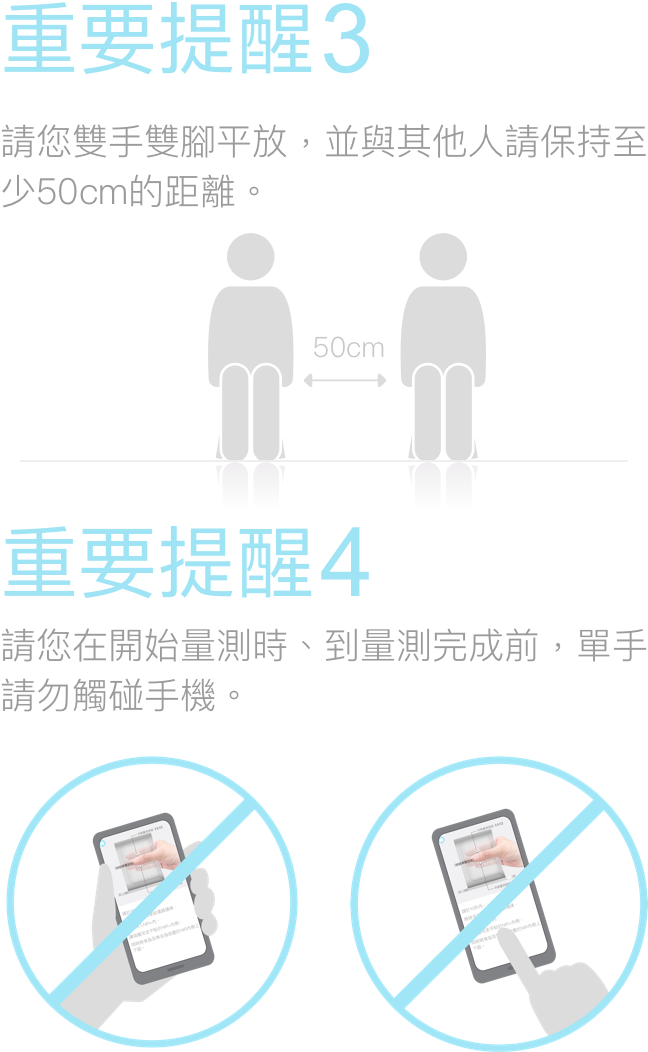 重要提醒3
請您雙手雙腳平放，並與其他人請保持至
少50cm的距離。
50cm
重要提醒4
請您在開始量測時、到量測完成前，單手
請勿觸碰手機。